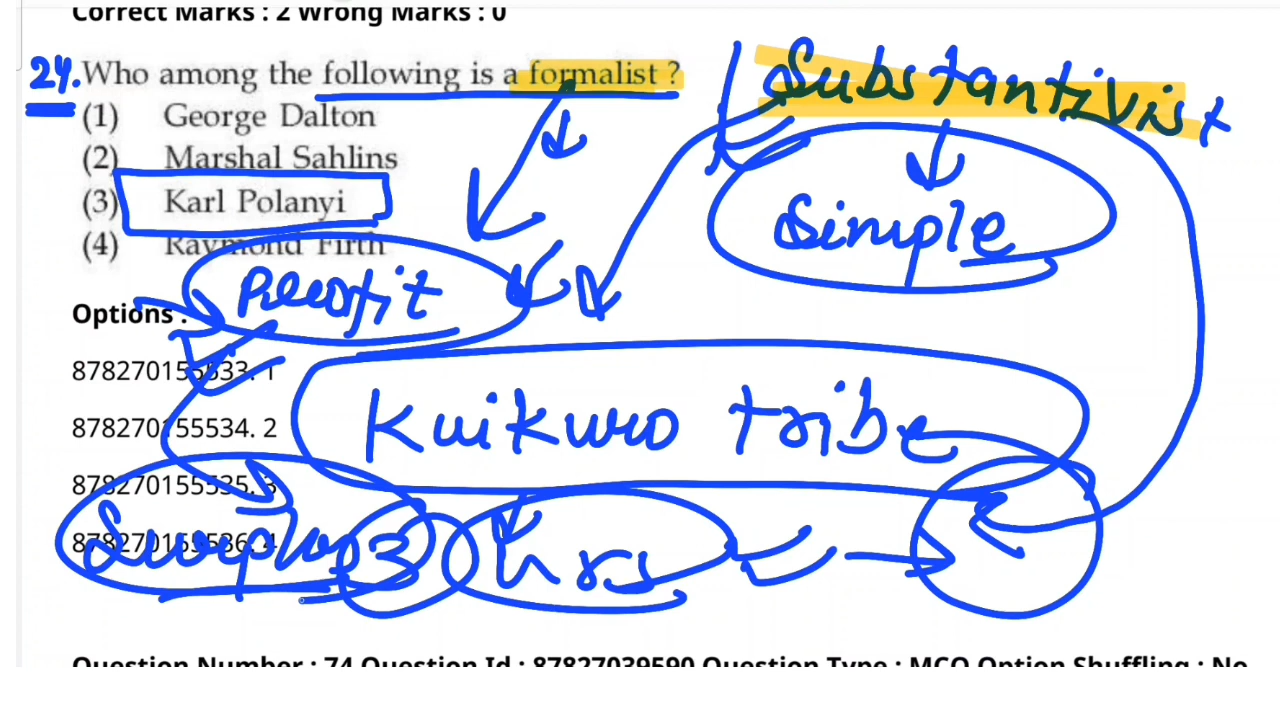 Correct Marks : 2 Wrong Marks : 0
24. Who among the following is a formalist ?
Substantivist
(1) George Dalton
(2) Marshal Sahlins
(3) Karl Polanyi
(4) Raymond Firth
Simple
Profit
Options :
878270155533. 1
878270155534. 2
Kuikuro tribe
878270155535. 3
878270155536. 4
Surplus
3 hrs
Question Number : 74 Question Id : 87827039590 Question Type : MCQ Option Shuffling : No